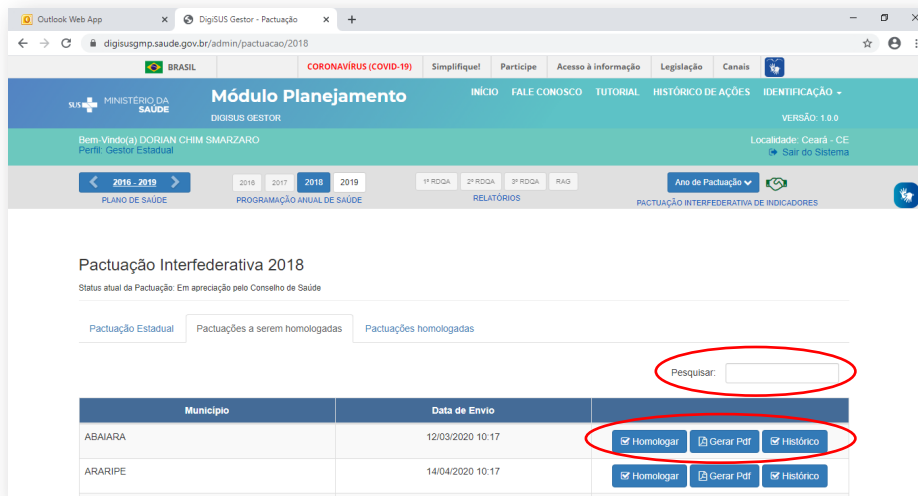 Outlook Web App
DigiSUS Gestor - Pactuação
digisusgmp.saude.gov.br/admin/pactuacao/2018
BRASIL CORONAVÍRUS (COVID-19) Simplifique! Participe Acesso à informação Legislação Canais
SUS MINISTÉRIO DA SAÚDE
Módulo Planejamento
DIGISUS GESTOR
INÍCIO FALE CONOSCO TUTORIAL HISTÓRICO DE AÇÕES IDENTIFICAÇÃO
VERSÃO: 1.0.0
Bem-Vindo(a) DORIAN CHIM SMARZARO
Perfil: Gestor Estadual
Localidade: Ceará - CE
Sair do Sistema
2016 - 2019
PLANO DE SAÚDE
2016 2017 2018 2019
PROGRAMAÇÃO ANUAL DE SAÚDE
1º RDQA 2º RDQA 3º RDQA RAG
RELATÓRIOS
Ano de Pactuação
PACTUAÇÃO INTERFEDERATIVA DE INDICADORES
Pactuação Interfederativa 2018
Status atual da Pactuação: Em apreciação pelo Conselho de Saúde
Pactuação Estadual Pactuações a serem homologadas Pactuações homologadas
Pesquisar:
Município Data de Envio
ABAIARA 12/03/2020 10:17 Homologar Gerar Pdf Histórico
ARARIPE 14/04/2020 10:17 Homologar Gerar Pdf Histórico